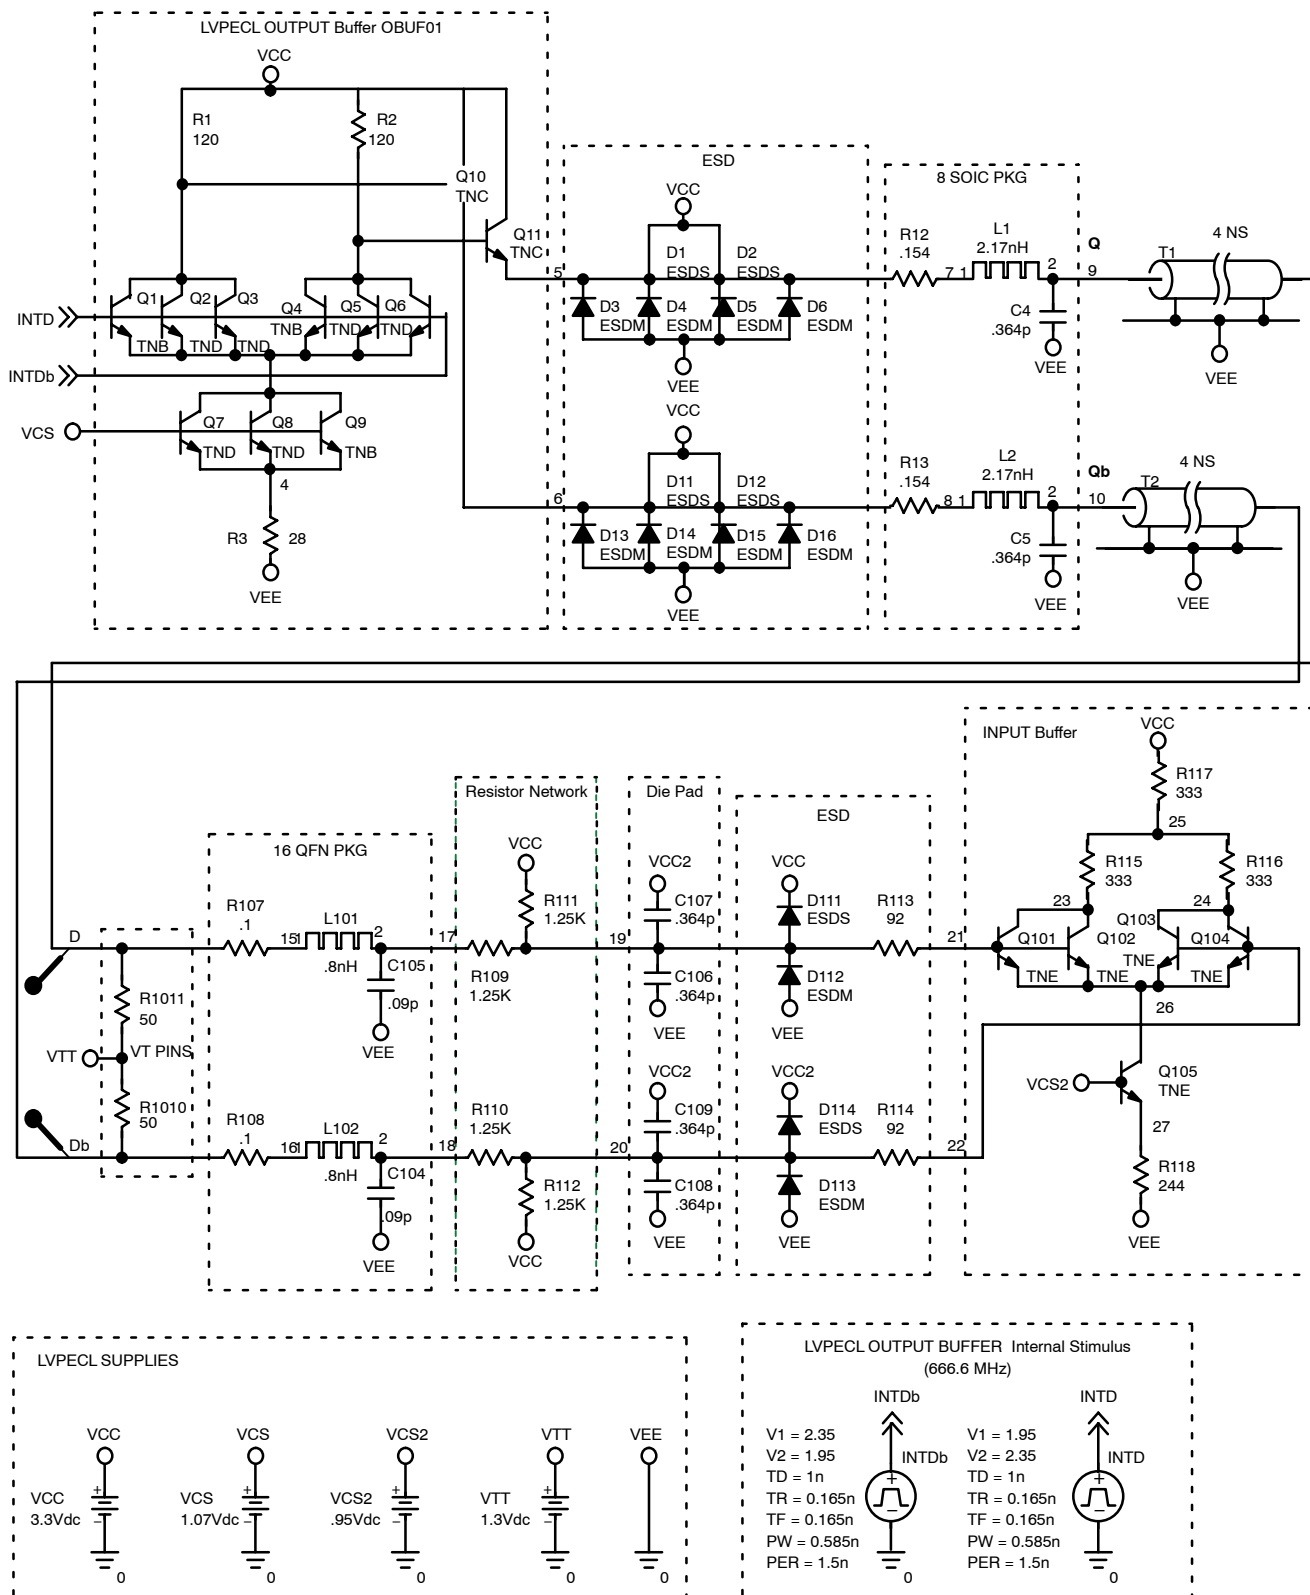 LVPECL OUTPUT Buffer OBUF01
VCC
R1
120
R2
120
Q10
TNC
Q11
TNC
INTD
Q1
Q2
Q3
Q4
Q5
Q6
TNB
TND
TND
TNB
TND
TND
INTDb
VCS
Q7
Q8
Q9
TND
TND
TNB
4
R3
28
VEE
ESD
VCC
D1
ESDS
D2
ESDS
5
D3
ESDM
D4
ESDM
D5
ESDM
D6
ESDM
VEE
VCC
D11
ESDS
D12
ESDS
6
D13
ESDM
D14
ESDM
D15
ESDM
D16
ESDM
VEE
8 SOIC PKG
R12
.154
7
1
L1
2.17nH
2
C4
.364p
VEE
Q
9
T1
4 NS
VEE
R13
.154
8
1
L2
2.17nH
2
C5
.364p
VEE
Qb
10
T2
4 NS
VEE
D
R1011
50
VTT
VT PINS
R1010
50
Db
16 QFN PKG
R107
.1
15
1
L101
.8nH
2
C105
.09p
VEE
R108
.1
16
1
L102
.8nH
2
C104
.09p
VEE
Resistor Network
VCC
R111
1.25K
17
R109
1.25K
R110
1.25K
18
R112
1.25K
VCC
Die Pad
VCC2
C107
.364p
19
C106
.364p
VEE
VCC2
C109
.364p
20
C108
.364p
VEE
ESD
VCC
D111
ESDS
R113
92
D112
ESDM
VEE
VCC2
D114
ESDS
R114
92
D113
ESDM
VEE
INPUT Buffer
VCC
R117
333
25
R115
333
R116
333
23
24
21
Q101
Q102
Q103
Q104
TNE
TNE
TNE
TNE
26
VCS2
Q105
TNE
27
22
R118
244
VEE
LVPECL SUPPLIES
VCC
VCS
VCS2
VTT
VEE
VCC
3.3Vdc
+
−
VCS
1.07Vdc
+
−
VCS2
.95Vdc
+
−
VTT
1.3Vdc
+
−
0
0
0
0
0
LVPECL OUTPUT BUFFER Internal Stimulus
(666.6 MHz)
INTDb
V1 = 2.35
V2 = 1.95
TD = 1n
TR = 0.165n
TF = 0.165n
PW = 0.585n
PER = 1.5n
INTDb
+
−
0
INTD
V1 = 1.95
V2 = 2.35
TD = 1n
TR = 0.165n
TF = 0.165n
PW = 0.585n
PER = 1.5n
INTD
+
−
0